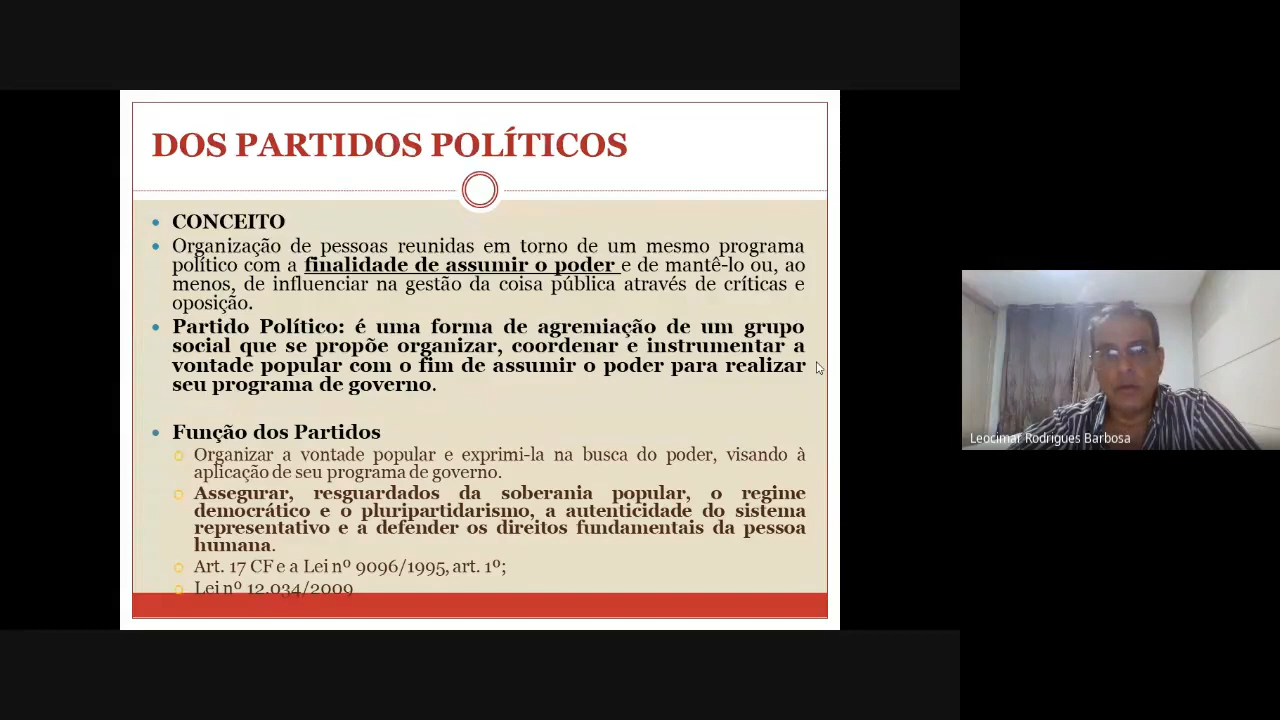 DOS PARTIDOS POLÍTICOS
CONCEITO
Organização de pessoas reunidas em torno de um mesmo programa
político com a finalidade de assumir o poder e de mantê-lo ou, ao
menos, de influenciar na gestão da coisa pública através de críticas e
oposição.
Partido Político: é uma forma de agremiação de um grupo
social que se propõe organizar, coordenar e instrumentar a
vontade popular com o fim de assumir o poder para realizar
seu programa de governo.
Função dos Partidos
Organizar a vontade popular e exprimi-la na busca do poder, visando à
aplicação de seu programa de governo.
Assegurar, resguardados da soberania popular, o regime
democrático e o pluripartidarismo, a autenticidade do sistema
representativo e a defender os direitos fundamentais da pessoa
humana.
Art. 17 CF e a Lei nº 9096/1995, art. 1º;
Lei nº 12.034/2009
Leocimar Rodrigues Barbosa